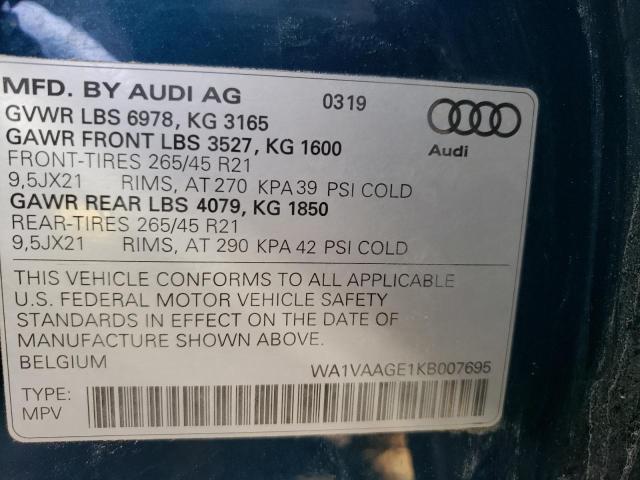 MFD. BY AUDI AG 0319
GVWR LBS 6978, KG 3165
GAWR FRONT LBS 3527, KG 1600
FRONT-TIRES 265/45 R21
9,5JX21 RIMS, AT 270 KPA 39 PSI COLD
GAWR REAR LBS 4079, KG 1850
REAR-TIRES 265/45 R21
9,5JX21 RIMS, AT 290 KPA 42 PSI COLD
Audi
THIS VEHICLE CONFORMS TO ALL APPLICABLE
U.S. FEDERAL MOTOR VEHICLE SAFETY
STANDARDS IN EFFECT ON THE DATE OF
MANUFACTURE SHOWN ABOVE.
BELGIUM WA1VAAGE1KB007695
TYPE:
MPV